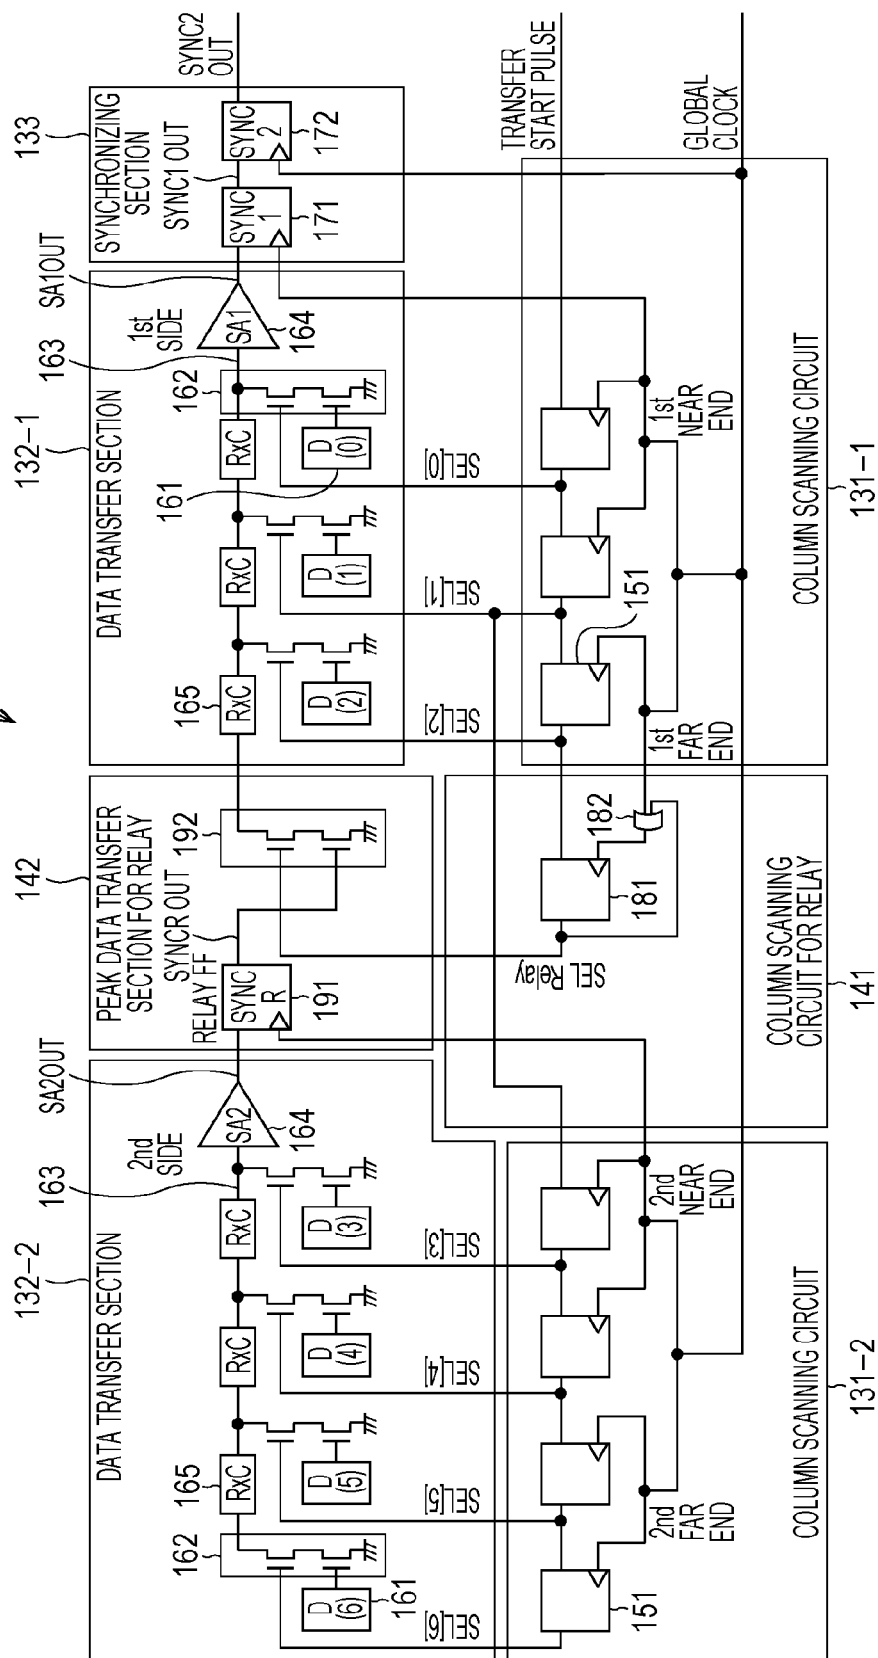 132-2
163
SA2OUT
142
132-1
163
SA1OUT
133
DATA TRANSFER SECTION
2nd
SIDE
PEAK DATA TRANSFER
SECTION FOR RELAY
SYNCR OUT
RELAY FF
DATA TRANSFER SECTION
1st
SIDE
SYNCHRONIZING
SECTION
SYNC1 OUT
SYNC2
OUT
162
165
RxC
RxC
RxC
SA2
164
SYNC
R
191
192
165
RxC
RxC
RxC
162
SA1
164
SYNC
1
171
SYNC
2
172
D
(6)
161
D
(5)
D
(4)
D
(3)
D
(2)
D
(1)
D
(0)
161
SEL[6]
SEL[5]
SEL[4]
SEL[3]
SEL Relay
SEL[2]
SEL[1]
SEL[0]
TRANSFER
START PULSE
151
181
182
151
2nd
FAR
END
2nd
NEAR
END
1st
FAR
END
1st
NEAR
END
GLOBAL
CLOCK
COLUMN SCANNING CIRCUIT
COLUMN SCANNING
CIRCUIT FOR RELAY
COLUMN SCANNING CIRCUIT
131-2
141
131-1